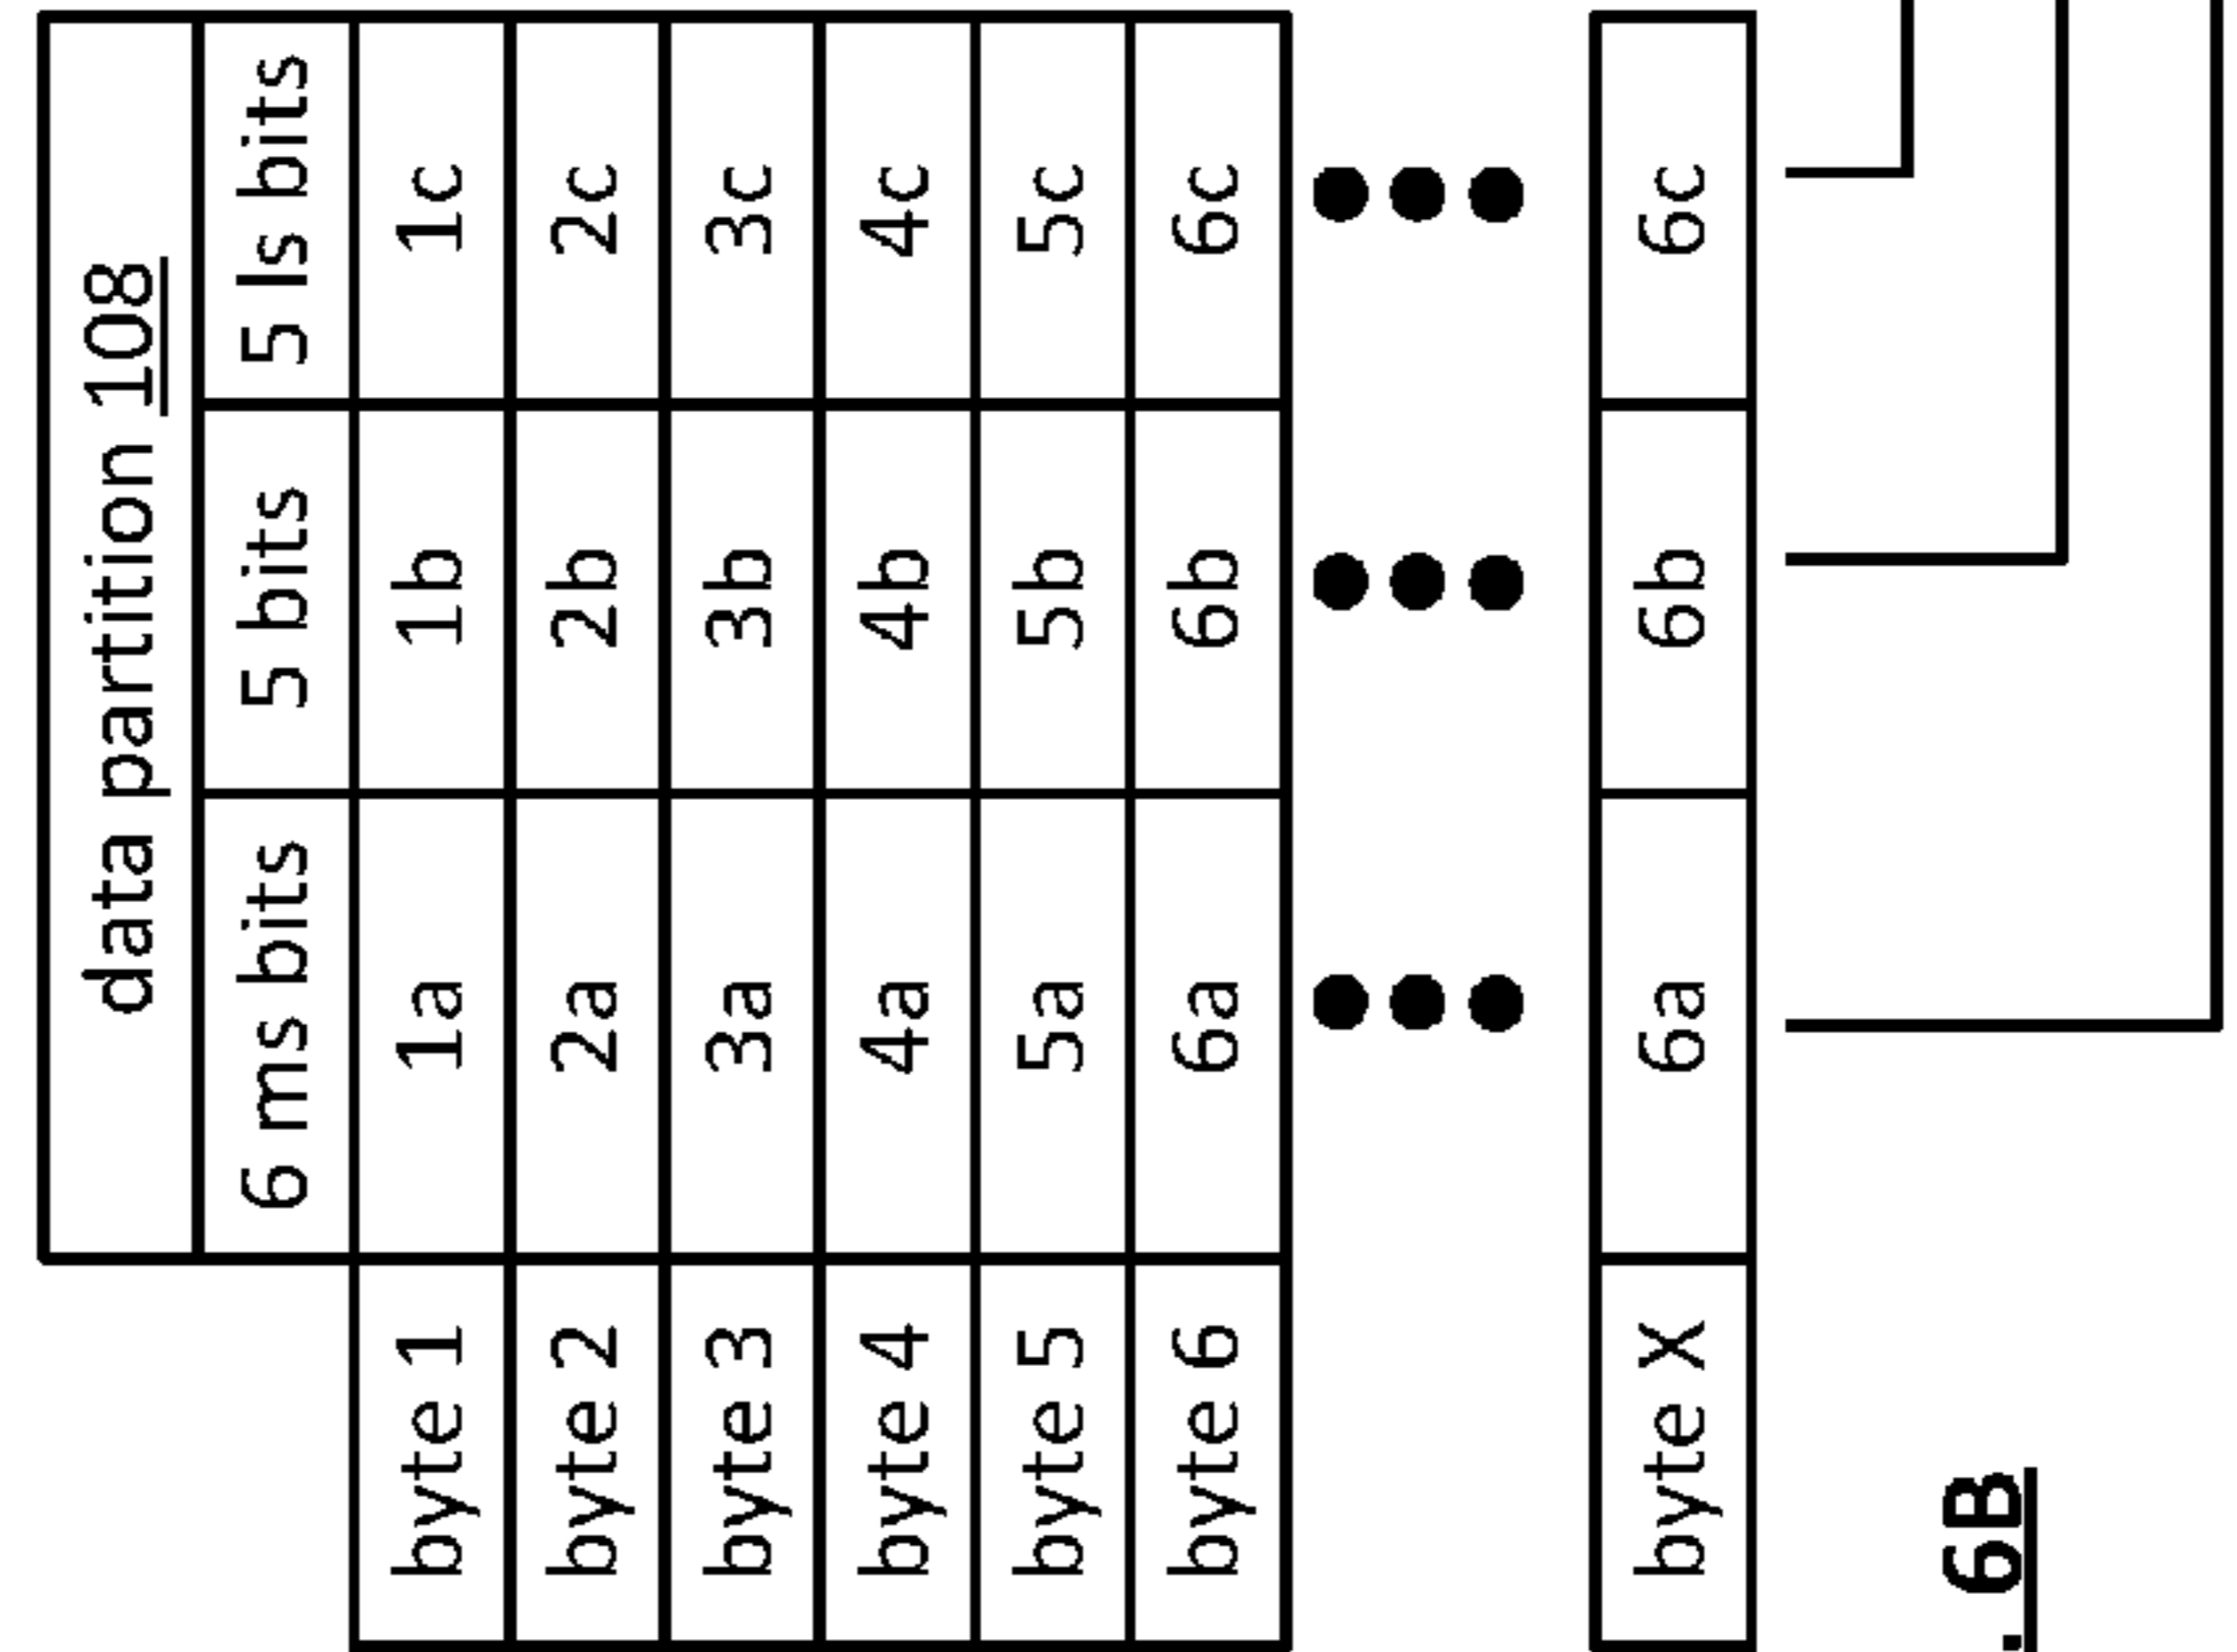 data partition 108
6 ms bits 5 bits 5 ls bits
byte 1 1a 1b 1c
byte 2 2a 2b 2c
byte 3 3a 3b 3c
byte 4 4a 4b 4c
byte 5 5a 5b 5c
byte 6 6a 6b 6c
byte X 6a 6b 6c
. 6B